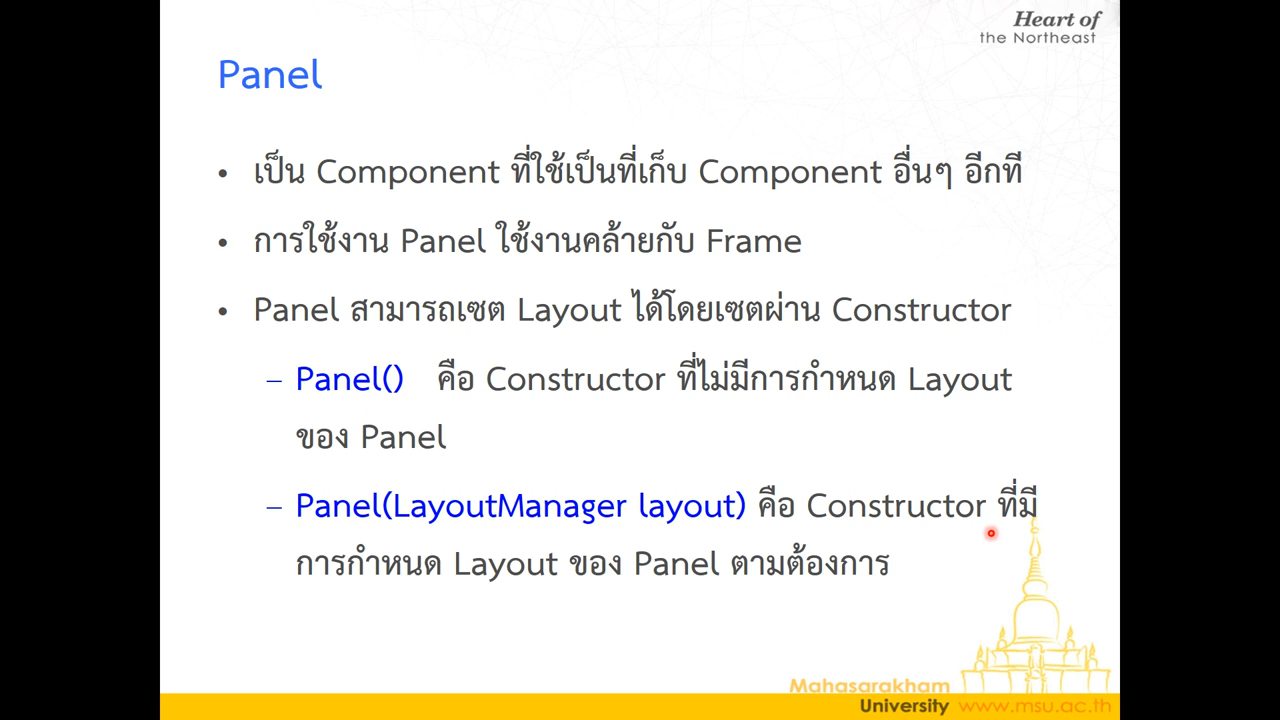 Heart of
the Northeast
Panel
• เป็น Component ที่ใช้เป็นที่เก็บ Component อื่นๆ อีกที
• การใช้งาน Panel ใช้งานคล้ายกับ Frame
• Panel สามารถเซต Layout ได้โดยเซตผ่าน Constructor
– Panel() คือ Constructor ที่ไม่มีการกำหนด Layout
ของ Panel
– Panel(LayoutManager layout) คือ Constructor ที่มี
การกำหนด Layout ของ Panel ตามต้องการ
Mahasarakham
University www.msu.ac.th